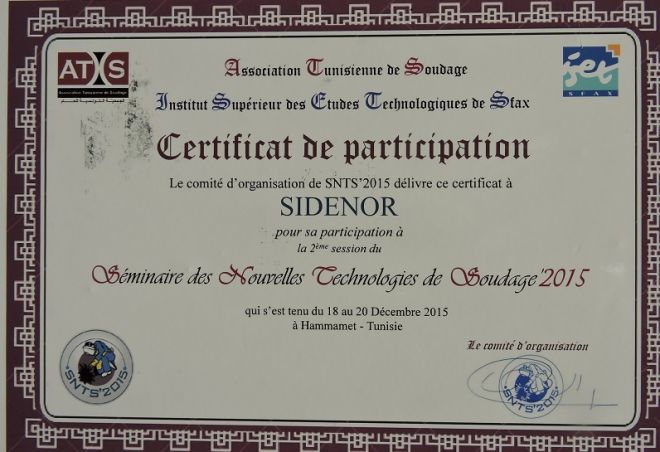 ATS
Association Tunisienne de Soudage
الجمعية التونسية للحام
Association Tunisienne de Soudage
Institut Supérieur des Etudes Technologiques de Sfax
iset
SFAX
Certificat de participation
Le comité d'organisation de SNTS'2015 délivre ce certificat à
SIDENOR
pour sa participation à
la 2ème session du
Séminaire des Nouvelles Technologies de Soudage'2015
qui s'est tenu du 18 au 20 Décembre 2015
à Hammamet - Tunisie
Le comité d'organisation
SNTS'2015
SNTS'2015